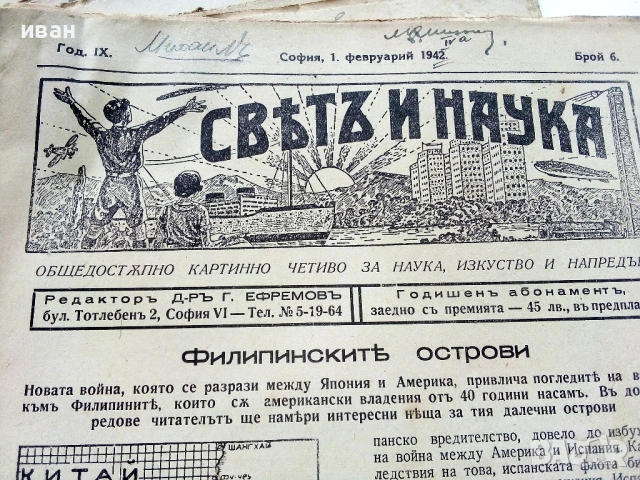 иван
Год. IX.
София, 1. февруарий 1942.
Брой 6.
СВѢТЪ И НАУКА
ОБЩЕДОСТѪПНО КАРТИННО ЧЕТИВО ЗА НАУКА, ИЗКУСТВО И НАПРЕДЪ
Редакторъ Д-РЪ Г. ЕФРЕМОВЪ
бул. Тотлебенъ 2, София VI — Тел. № 5-19-64
Годишенъ абонаментъ,
заедно съ премията — 45 лв., въ предпла
ФИЛИПИНСКИТѢ ОСТРОВИ
Новата война, която се разрази между Япония и Америка, привлича погледитѣ на в
къмъ Филипинитѣ, които сѫ американски владения отъ 40 години насамъ. Въ до
редове читательтъ ще намѣри интересни нѣща за тия далечни острови
ШАНГХАЙ
КИТАЙ
панско вредителство, довело до избух
на война между Америка и Испания Ка
ледствия на това, испанската флота би